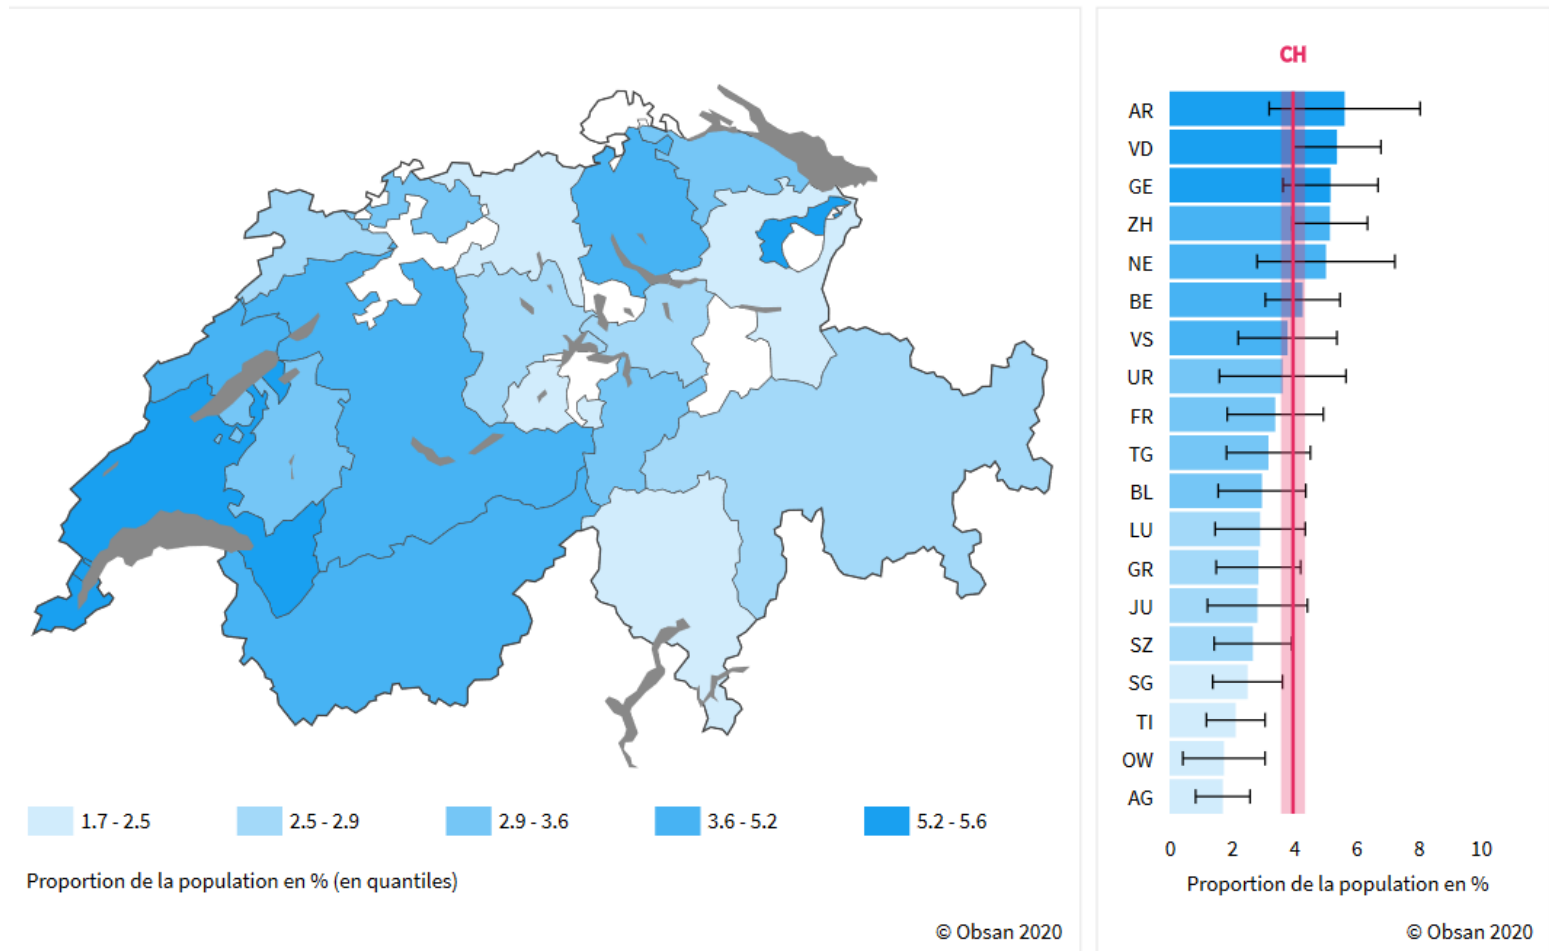 1.7 - 2.5
2.5 - 2.9
2.9 - 3.6
3.6 - 5.2
5.2 - 5.6
Proportion de la population en % (en quantiles)
© Obsan 2020
CH
AR
VD
GE
ZH
NE
BE
VS
UR
FR
TG
BL
LU
GR
JU
SZ
SG
TI
OW
AG
0 2 4 6 8 10
Proportion de la population en %
© Obsan 2020